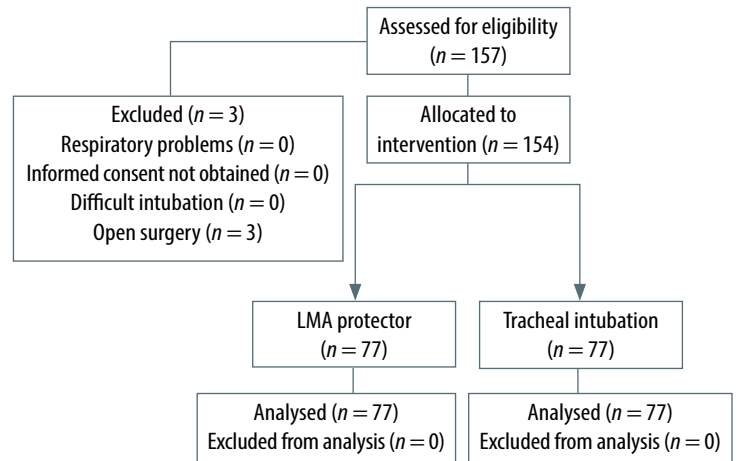 Assessed for eligibility
(n = 157)
Excluded (n = 3)
Respiratory problems (n = 0)
Informed consent not obtained (n = 0)
Difficult intubation (n = 0)
Open surgery (n = 3)
Allocated to
intervention (n = 154)
LMA protector
(n = 77)
Tracheal intubation
(n = 77)
Analysed (n = 77)
Excluded from analysis (n = 0)
Analysed (n = 77)
Excluded from analysis (n = 0)